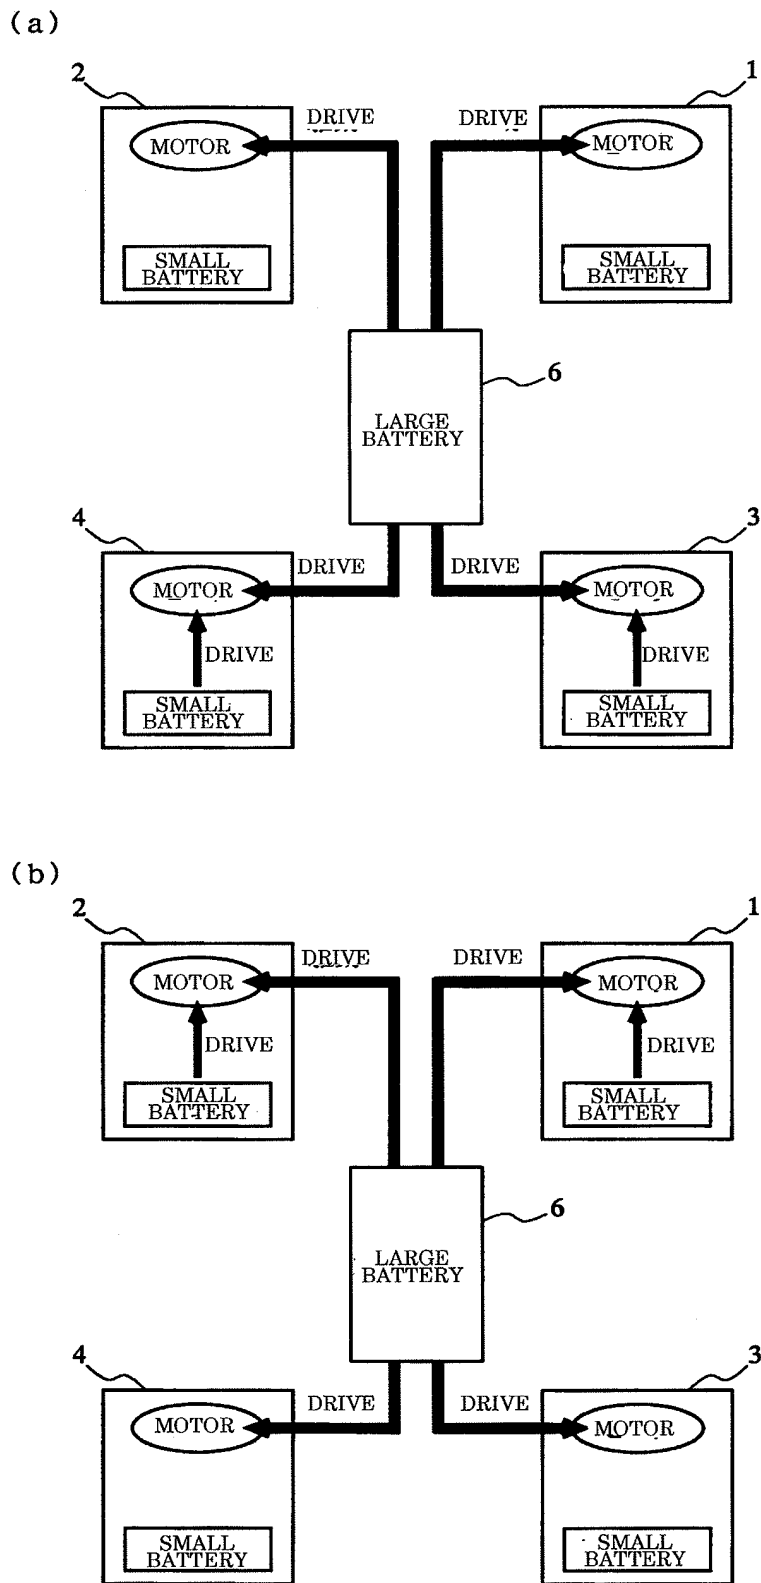 (a)
2
1
DRIVE
DRIVE
MOTOR
MOTOR
SMALL
BATTERY
SMALL
BATTERY
6
LARGE
BATTERY
4
3
DRIVE
DRIVE
MOTOR
MOTOR
DRIVE
DRIVE
SMALL
BATTERY
SMALL
BATTERY
(b)
2
1
DRIVE
DRIVE
MOTOR
MOTOR
DRIVE
DRIVE
SMALL
BATTERY
SMALL
BATTERY
6
LARGE
BATTERY
4
3
DRIVE
DRIVE
MOTOR
MOTOR
SMALL
BATTERY
SMALL
BATTERY